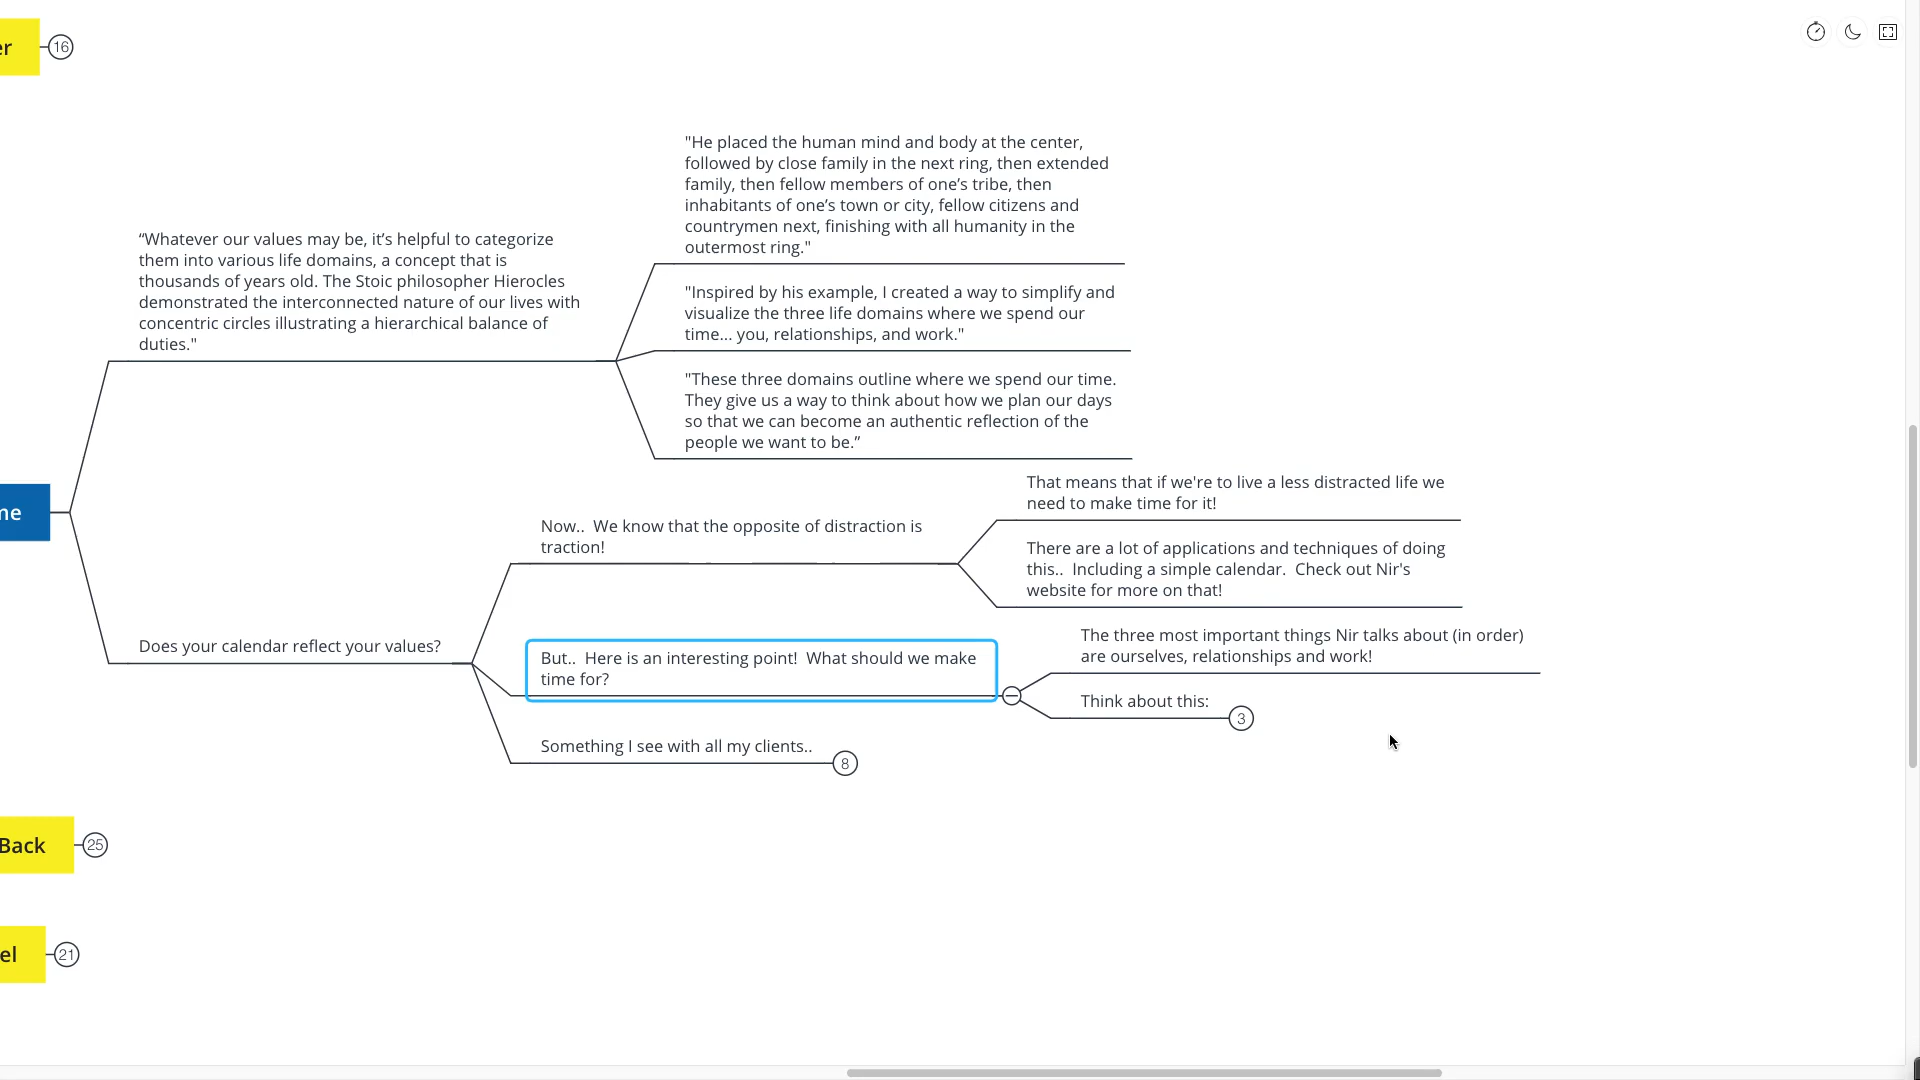 er
16
"He placed the human mind and body at the center,
followed by close family in the next ring, then extended
family, then fellow members of one’s tribe, then
inhabitants of one’s town or city, fellow citizens and
countrymen next, finishing with all humanity in the
outermost ring."
“Whatever our values may be, it’s helpful to categorize
them into various life domains, a concept that is
thousands of years old. The Stoic philosopher Hierocles
demonstrated the interconnected nature of our lives with
concentric circles illustrating a hierarchical balance of
duties."
"Inspired by his example, I created a way to simplify and
visualize the three life domains where we spend our
time... you, relationships, and work."
"These three domains outline where we spend our time.
They give us a way to think about how we plan our days
so that we can become an authentic reflection of the
people we want to be.”
me
Now..  We know that the opposite of distraction is
traction!
That means that if we're to live a less distracted life we
need to make time for it!
There are a lot of applications and techniques of doing
this..  Including a simple calendar.  Check out Nir's
website for more on that!
Does your calendar reflect your values?
But..  Here is an interesting point!  What should we make
time for?
The three most important things Nir talks about (in order)
are ourselves, relationships and work!
Think about this:
3
Something I see with all my clients..
8
Back
25
el
21